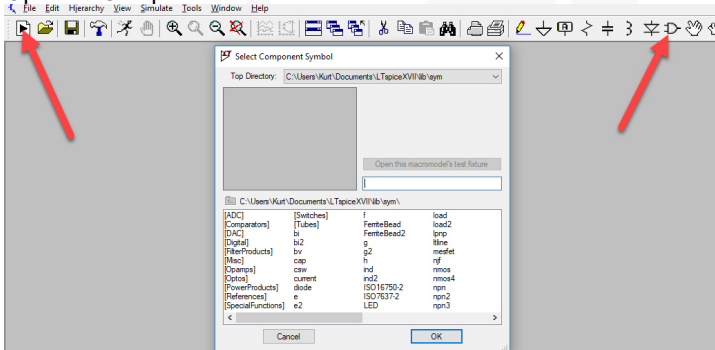 File Edit Hierarchy View Simulate Tools Window Help
Select Component Symbol
Top Directory: C:\Users\Kurt\Documents\LTspiceXVII\lib\sym
Open this macromodel's test fixture
C:\Users\Kurt\Documents\LTspiceXVII\lib\sym\
[ADC] [Switches] f load
[Comparators] [Tubes] FerriteBead load2
[DAC] bi FerriteBead2 lpnp
[Digital] bi2 g ltline
[FilterProducts] bv g2 mesfet
[Misc] cap h njf
[Opamps] csw ind nmos
[Optos] current ind2 nmos4
[PowerProducts] diode ISO16750-2 npn
[References] e ISO7637-2 npn2
[SpecialFunctions] e2 LED npn3
Cancel OK